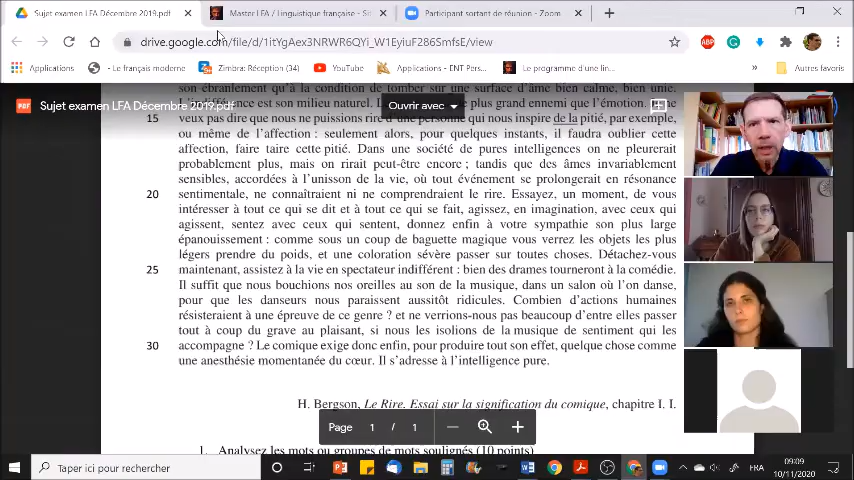 Sujet examen LFA Décembre 2019.pdf
Master LFA / Linguistique française - Sit
Participant sortant de réunion - Zoom
drive.google.com/file/d/1itYgAex3NRWR6QYi_W1EyiuF286SmfsE/view
Applications
- Le français moderne
Zimbra: Réception (34)
YouTube
Applications (ENT Pers...
Le programme d'une lin...
Autres favoris
son ébranlement qu'à la condition de tomber sur une surface d'âme bien calme, bien unie.
Sujet examen LFA Décembre 2019.pdf
Ouvrir avec
15 veux pas dire que nous ne puissions rire d'une personne qui nous inspire de la pitié, par exemple,
ou même de l'affection : seulement alors, pour quelques instants, il faudra oublier cette
affection, faire taire cette pitié. Dans une société de pures intelligences on ne pleurerait
probablement plus, mais on rirait peut-être encore ; tandis que des âmes invariablement
sensibles, accordées à l'unisson de la vie, où tout événement se prolongerait en résonance
20 sentimentale, ne connaîtraient ni ne comprendraient le rire. Essayez, un moment, de vous
intéresser à tout ce qui se dit et à tout ce qui se fait, agissez, en imagination, avec ceux qui
agissent, sentez avec ceux qui sentent, donnez enfin à votre sympathie son plus large
épanouissement : comme sous un coup de baguette magique vous verrez les objets les plus
légers prendre du poids, et une coloration sévère passer sur toutes choses. Détachez-vous
25 maintenant, assistez à la vie en spectateur indifférent : bien des drames tourneront à la comédie.
Il suffit que nous bouchions nos oreilles au son de la musique, dans un salon où l'on danse,
pour que les danseurs nous paraissent aussitôt ridicules. Combien d'actions humaines
résisteraient à une épreuve de ce genre ? et ne verrions-nous pas beaucoup d'entre elles passer
tout à coup du grave au plaisant, si nous les isolions de la musique de sentiment qui les
30 accompagne ? Le comique exige donc enfin, pour produire tout son effet, quelque chose comme
une anesthésie momentanée du cœur. Il s'adresse à l'intelligence pure.
H. Bergson, Le Rire. Essai sur la signification du comique, chapitre I. I.
Page 1 / 1
1. Analysez les mots ou groupes de mots soulignés (10 points)
Taper ici pour rechercher
FRA
09:09
10/11/2020